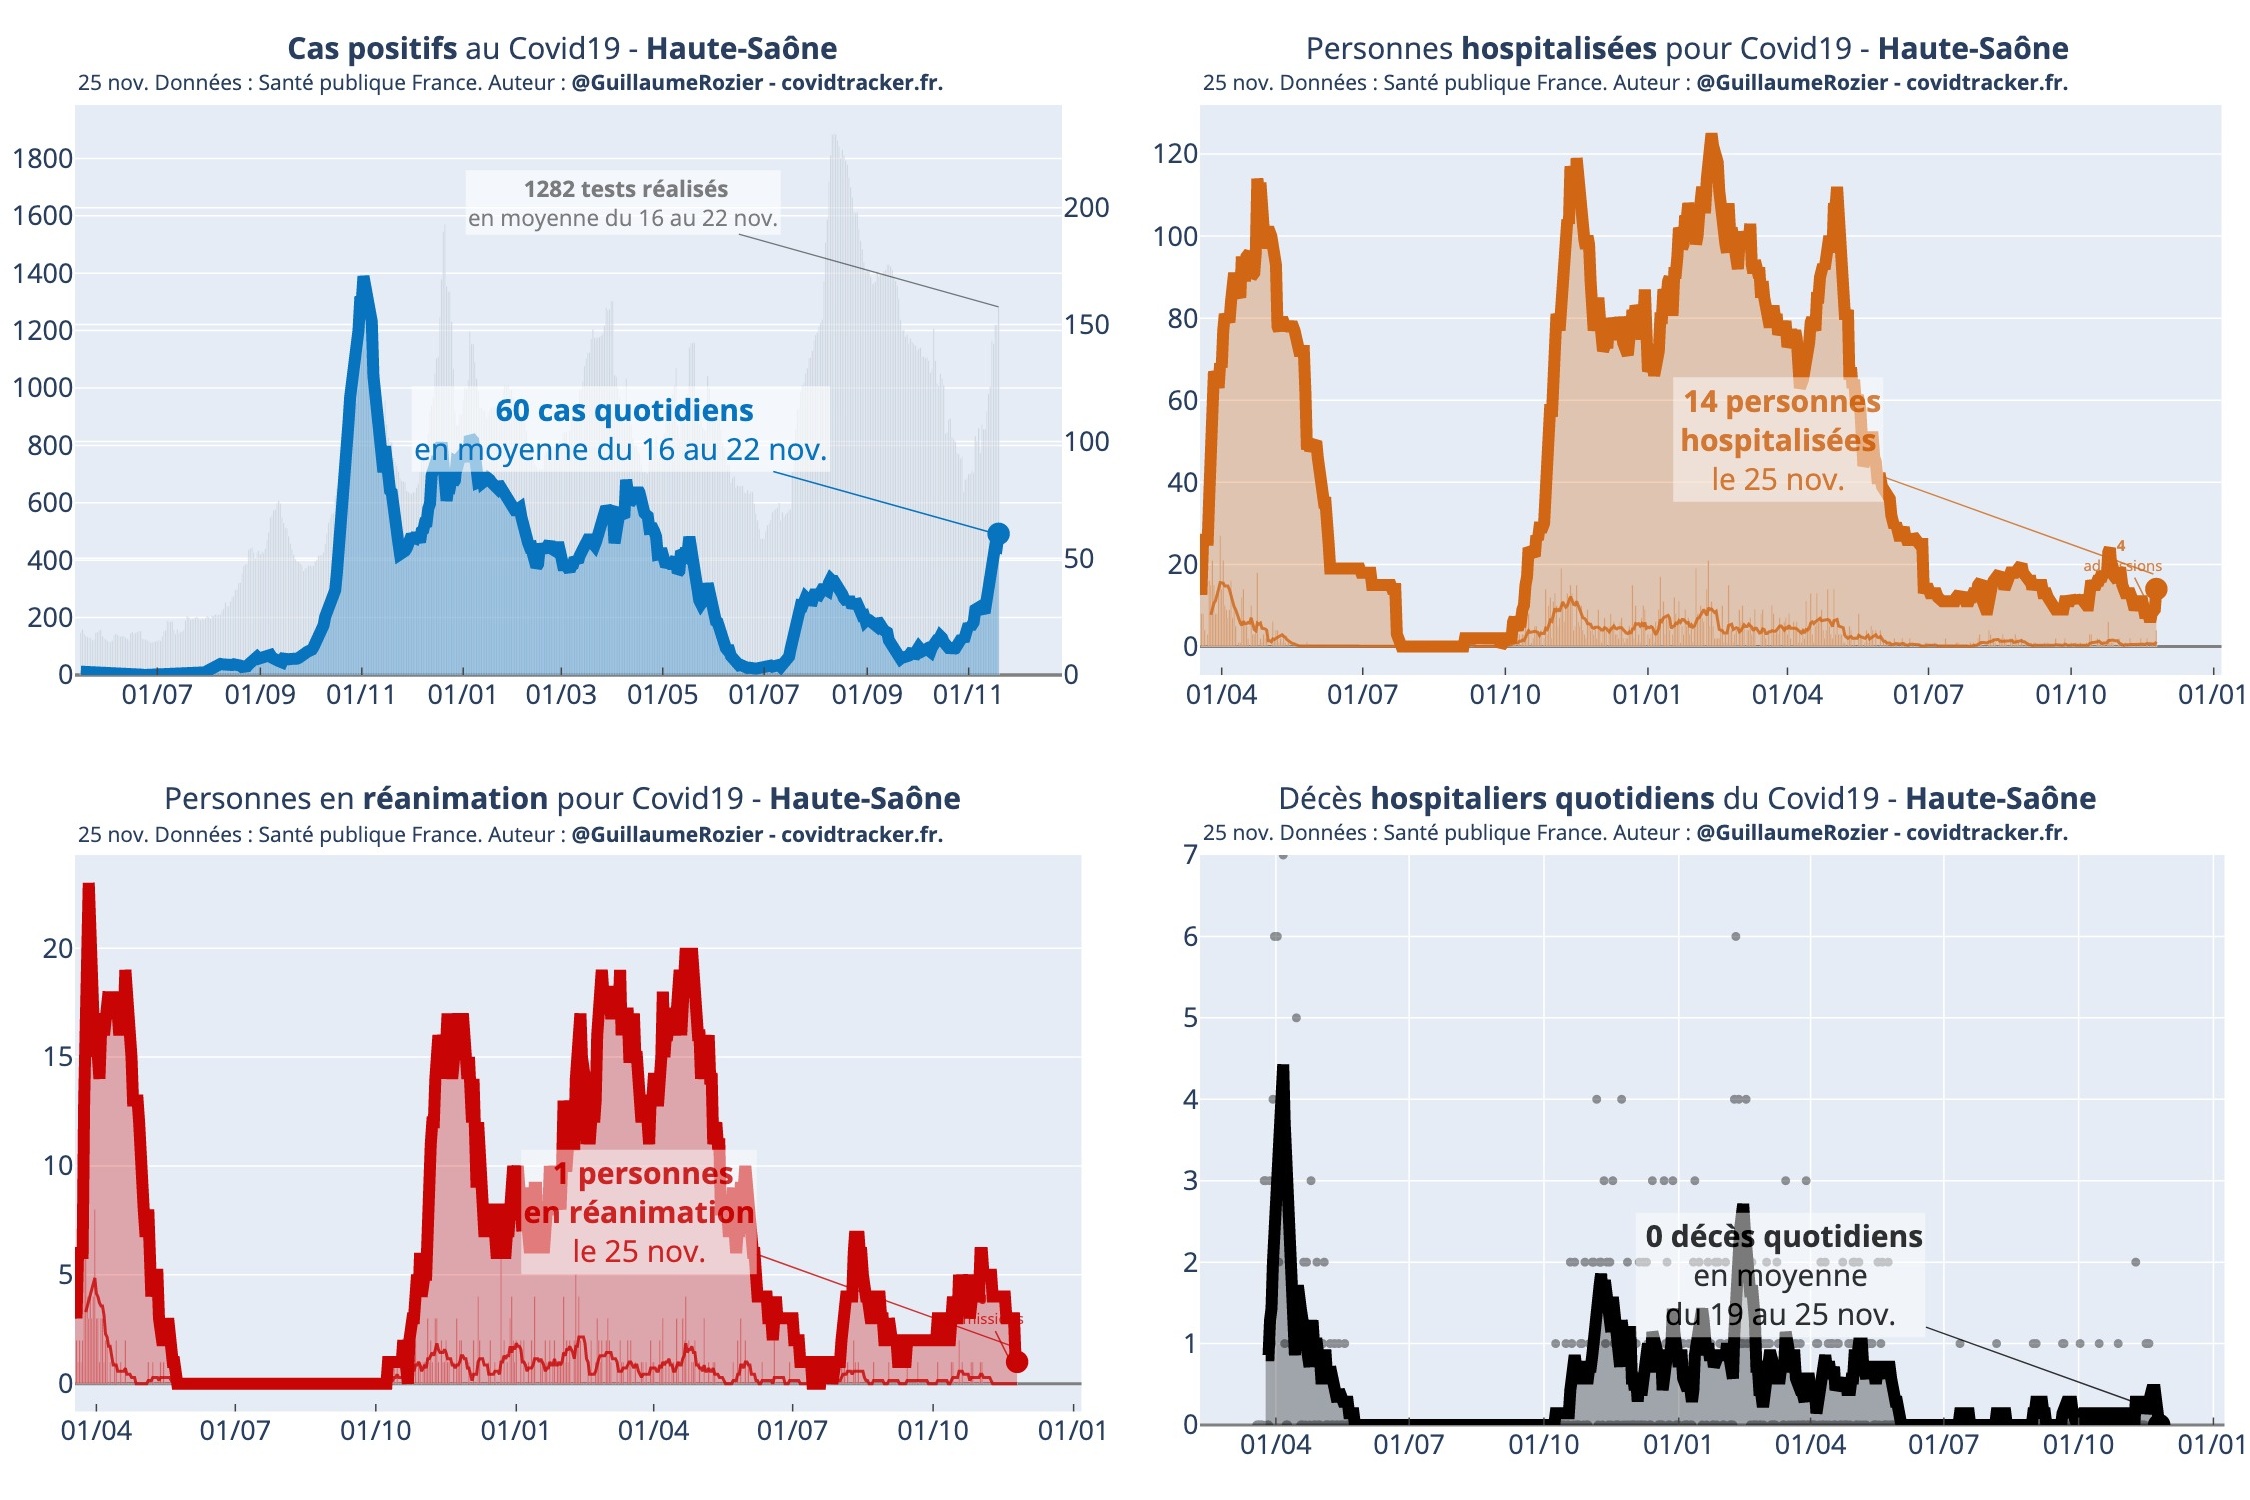 Cas positifs au Covid19 - Haute-Saône
25 nov. Données : Santé publique France. Auteur : @GuillaumeRozier - covidtracker.fr.
1800
1600
1400
1200
1000
800
600
400
200
0
200
150
100
50
0
1282 tests réalisés
en moyenne du 16 au 22 nov.
60 cas quotidiens
en moyenne du 16 au 22 nov.
01/07 01/09 01/11 01/01 01/03 01/05 01/07 01/09 01/11
Personnes hospitalisées pour Covid19 - Haute-Saône
25 nov. Données : Santé publique France. Auteur : @GuillaumeRozier - covidtracker.fr.
120
100
80
60
40
20
0
14 personnes
hospitalisées
le 25 nov.
4
01/04 01/07 01/10 01/01 01/04 01/07 01/10 01/01
Personnes en réanimation pour Covid19 - Haute-Saône
25 nov. Données : Santé publique France. Auteur : @GuillaumeRozier - covidtracker.fr.
20
15
10
5
0
1 personnes
en réanimation
le 25 nov.
01/04 01/07 01/10 01/01 01/04 01/07 01/10 01/01
Décès hospitaliers quotidiens du Covid19 - Haute-Saône
25 nov. Données : Santé publique France. Auteur : @GuillaumeRozier - covidtracker.fr.
7
6
5
4
3
2
1
0
0 décès quotidiens
en moyenne
du 19 au 25 nov.
01/04 01/07 01/10 01/01 01/04 01/07 01/10 01/01